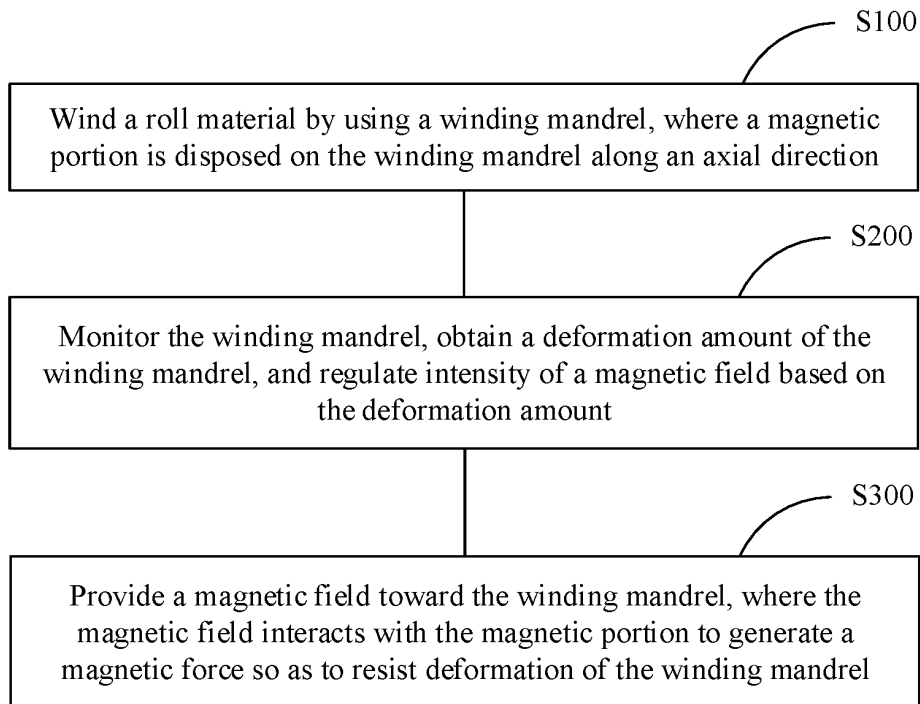 S100
Wind a roll material by using a winding mandrel, where a magnetic
portion is disposed on the winding mandrel along an axial direction
S200
Monitor the winding mandrel, obtain a deformation amount of the
winding mandrel, and regulate intensity of a magnetic field based on
the deformation amount
S300
Provide a magnetic field toward the winding mandrel, where the
magnetic field interacts with the magnetic portion to generate a
magnetic force so as to resist deformation of the winding mandrel